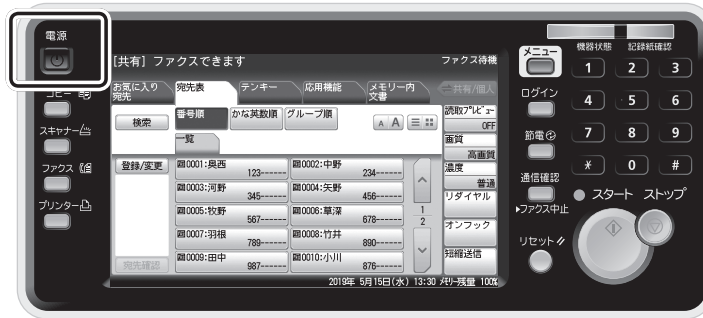 電源
コピー
スキャナー
ファクス
プリンター
[共有] ファクスできます
ファクス待機
お気に入り
宛先
宛先表
テンキー
応用機能
メモリー内
文書
共有/個人
検索
番号順
かな英数順
グループ順
A A
一覧
登録/変更
0001:奥西
123------
0002:中野
234------
0003:河野
345------
0004:矢野
456------
0005:牧野
567------
0006:草深
678------
0007:羽根
789------
0008:竹井
890------
0009:田中
987------
0010:小川
876------
宛先確認
1
2
読取プレビュー
OFF
画質
高画質
濃度
普通
リダイヤル
オンフック
短縮送信
2019年 5月15日(水) 13:30 メモリー残量 100%
メニュー
ログイン
節電
通信確認
▶ファクス中止
リセット
機器状態
記録紙確認
1 2 3
4 5 6
7 8 9
* 0 #
スタート
ストップ